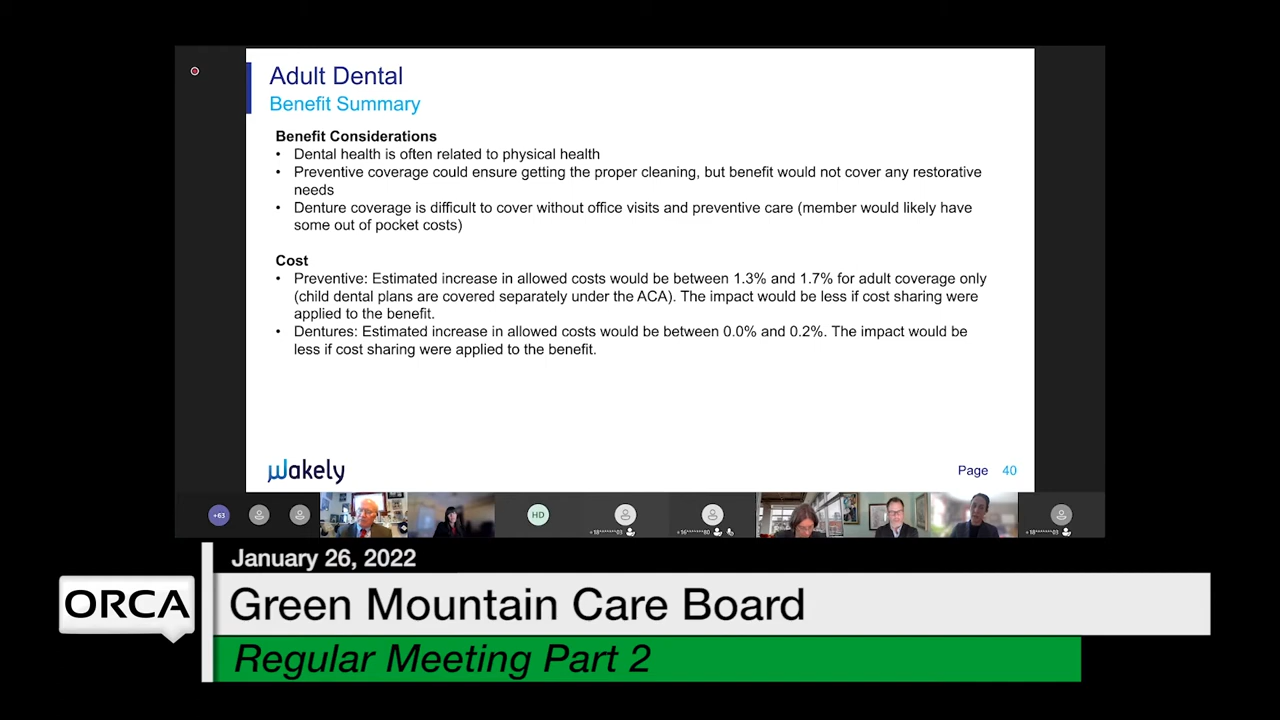 Adult Dental
Benefit Summary
Benefit Considerations
• Dental health is often related to physical health
• Preventive coverage could ensure getting the proper cleaning, but benefit would not cover any restorative
needs
• Denture coverage is difficult to cover without office visits and preventive care (member would likely have
some out of pocket costs)
Cost
• Preventive: Estimated increase in allowed costs would be between 1.3% and 1.7% for adult coverage only
(child dental plans are covered separately under the ACA). The impact would be less if cost sharing were
applied to the benefit.
• Dentures: Estimated increase in allowed costs would be between 0.0% and 0.2%. The impact would be
less if cost sharing were applied to the benefit.
Wakely
Page 40
+63
HD
+18*******03
+16*******80
+18*******03
January 26, 2022
ORCA
Green Mountain Care Board
Regular Meeting Part 2